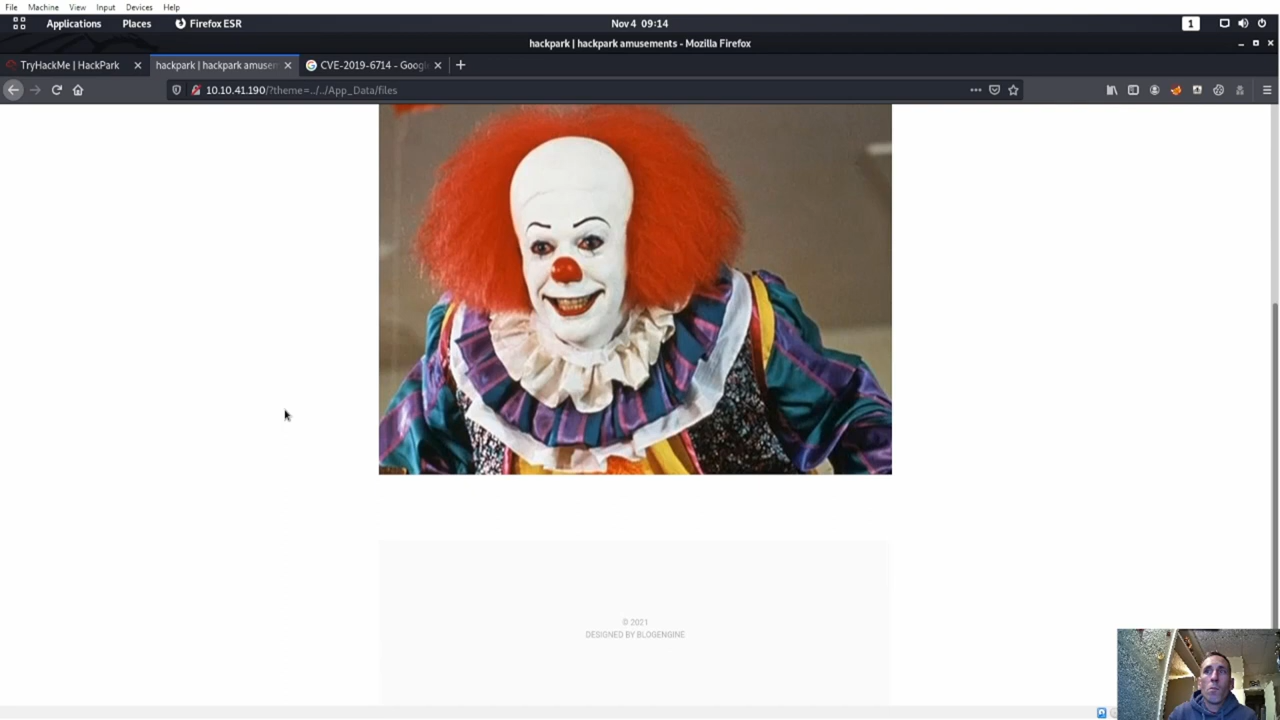 File Machine View Input Devices Help
Applications Places Firefox ESR Nov 4 09:14 1
hackpark | hackpark amusements - Mozilla Firefox
TryHackMe | HackPark hackpark | hackpark amusem CVE-2019-6714 - Goog
10.10.41.190/?theme=../../App_Data/files
© 2021
DESIGNED BY BLOGENGINE